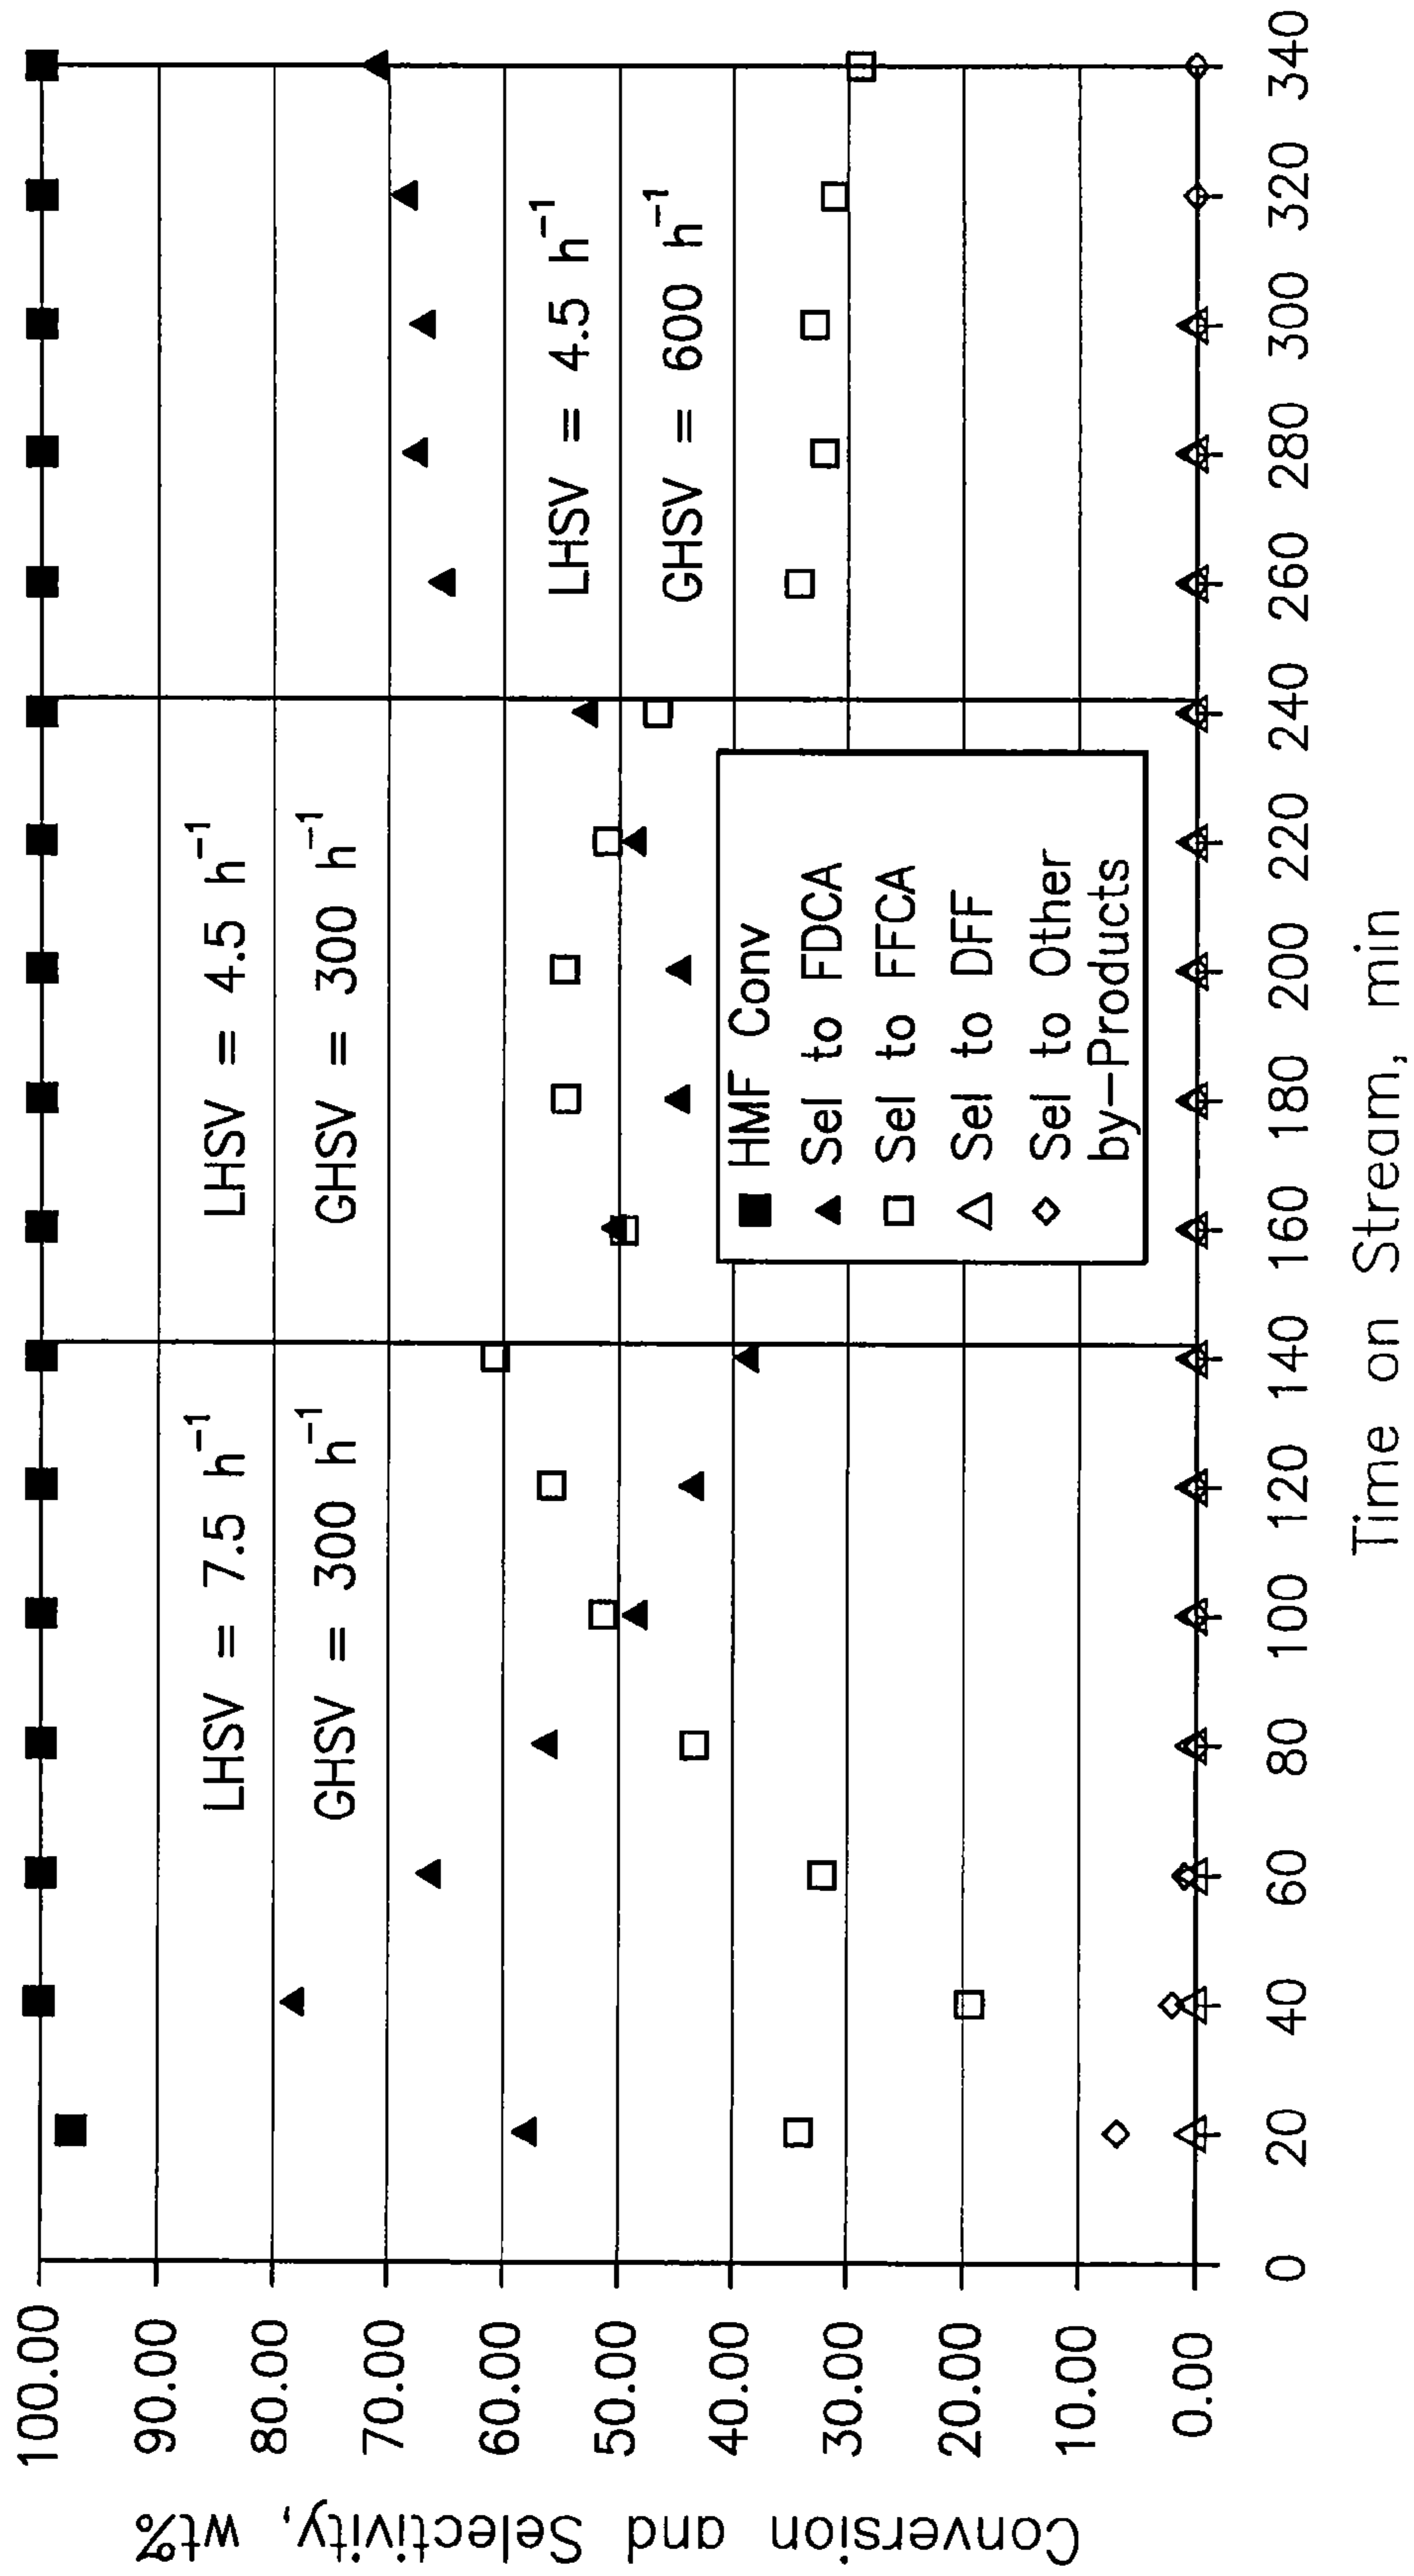 Conversion and Selectivity, wt%
100.00
90.00
80.00
70.00
60.00
50.00
40.00
30.00
20.00
10.00
0.00
LHSV = 7.5 h⁻¹
GHSV = 300 h⁻¹
LHSV = 4.5 h⁻¹
GHSV = 300 h⁻¹
LHSV = 4.5 h⁻¹
GHSV = 600 h⁻¹
HMF Conv
Sel to FDCA
Sel to FFCA
Sel to DFF
Sel to Other
by-Products
0 20 40 60 80 100 120 140 160 180 200 220 240 260 280 300 320 340
Time on Stream, min